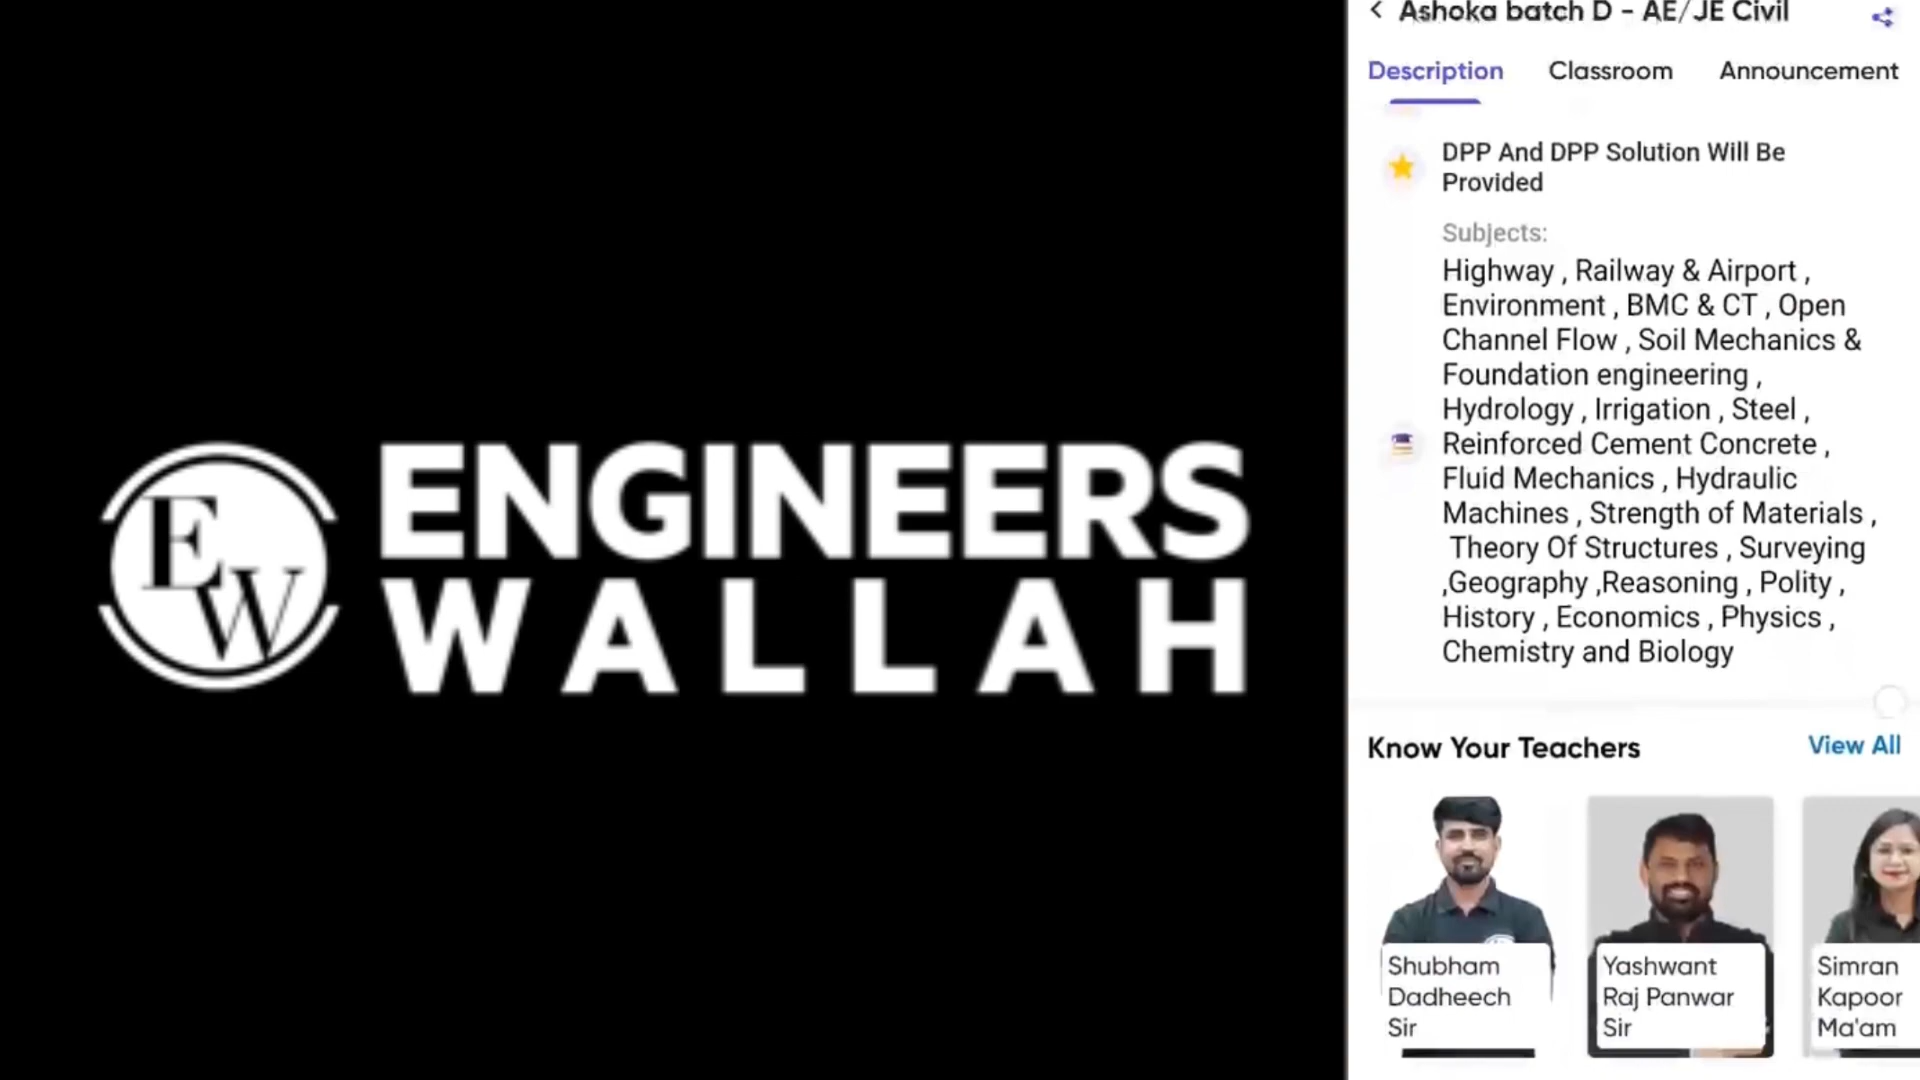 EW
ENGINEERS
WALLAH
Ashoka batch D - AE/JE Civil
Description Classroom Announcement
DPP And DPP Solution Will Be
Provided
Subjects:
Highway , Railway & Airport ,
Environment , BMC & CT , Open
Channel Flow , Soil Mechanics &
Foundation engineering ,
Hydrology , Irrigation , Steel ,
Reinforced Cement Concrete ,
Fluid Mechanics , Hydraulic
Machines , Strength of Materials ,
Theory Of Structures , Surveying
,Geography ,Reasoning , Polity ,
History , Economics , Physics ,
Chemistry and Biology
Know Your Teachers
View All
Shubham
Dadheech
Sir
Yashwant
Raj Panwar
Sir
Simran
Kapoor
Ma'am